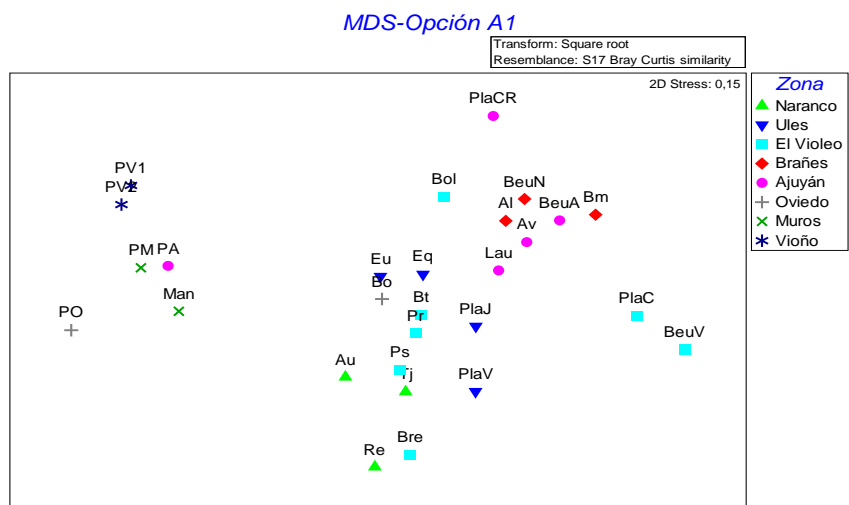 MDS-Opción A1
Transform: Square root
Resemblance: S17 Bray Curtis similarity
2D Stress: 0,15
Zona
Naranco
Ules
El Violeo
Brañes
Ajuyán
Oviedo
Muros
Vioño
PlaCR
PV1
PV2
Bol
BeuN
Al
BeuA
Bm
Av
PM
PA
Eu
Eq
Lau
Man
Bo
Bt
PlaC
PO
Pr
PlaJ
BeuV
Au
Ps
Tj
PlaV
Re
Bre